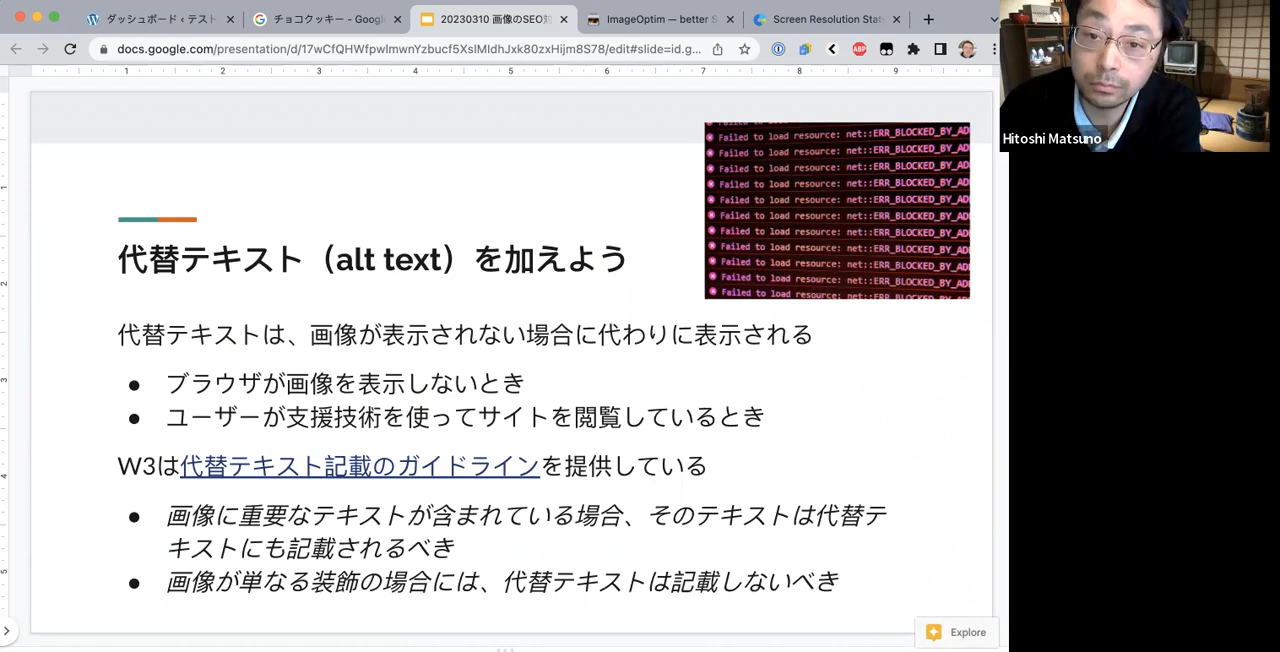 ダッシュボード ‹ テスト
チョコクッキー - Googl
20230310 画像のSEO対
ImageOptim — better S
Screen Resolution Stats
docs.google.com/presentation/d/17wCfQHWfpwlmwnYzbucf5XsIMIdhJxk80zxHijm8S78/edit#slide=id.g...
ABP
1 2 3 4 5 6 7 8 9
Failed to load resource: net::ERR_BLOCKED_BY_AD
Failed to load resource: net::ERR_BLOCKED_BY_AD
Failed to load resource: net::ERR_BLOCKED_BY_AD
Failed to load resource: net::ERR_BLOCKED_BY_AD
Failed to load resource: net::ERR_BLOCKED_BY_AD
Failed to load resource: net::ERR_BLOCKED_BY_AD
Failed to load resource: net::ERR_BLOCKED_BY_AD
Failed to load resource: net::ERR_BLOCKED_BY_AD
Failed to load resource: net::ERR_BLOCKED_BY_AD
Failed to load resource: net::ERR_BLOCKED_BY_AD
Failed to load resource: net::ERR_BLOCKED_BY_AD
Hitoshi Matsuno
代替テキスト（alt text）を加えよう
代替テキストは、画像が表示されない場合に代わりに表示される
● ブラウザが画像を表示しないとき
● ユーザーが支援技術を使ってサイトを閲覧しているとき
W3は代替テキスト記載のガイドラインを提供している
● 画像に重要なテキストが含まれている場合、そのテキストは代替テ
キストにも記載されるべき
● 画像が単なる装飾の場合には、代替テキストは記載しないべき
Explore